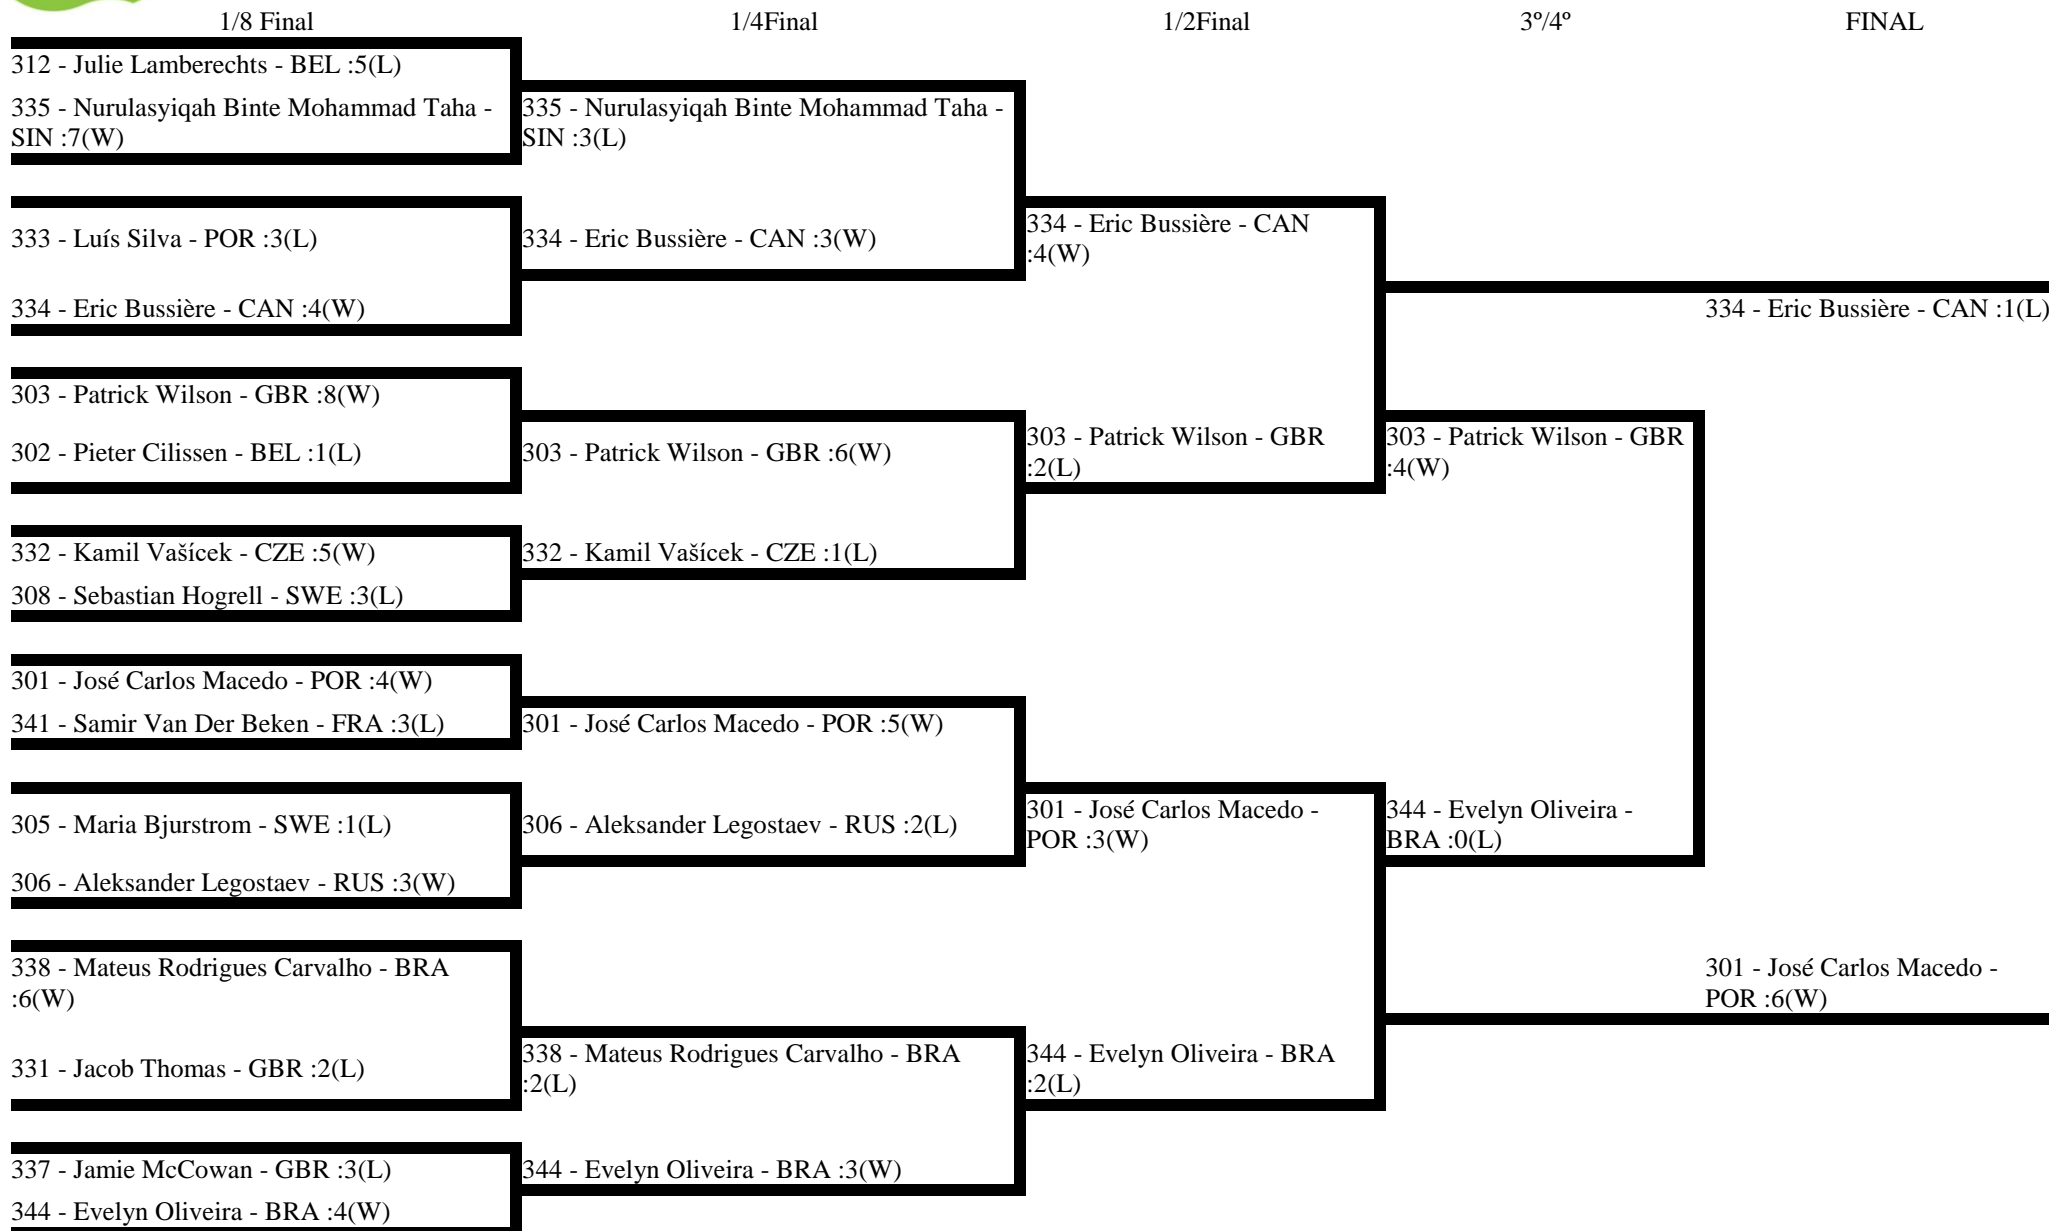 1/8 Final
1/4Final
1/2Final
3º/4º
FINAL
312 - Julie Lamberechts - BEL :5(L)
335 - Nurulasyiqah Binte Mohammad Taha -
SIN :7(W)
333 - Luís Silva - POR :3(L)
334 - Eric Bussière - CAN :4(W)
303 - Patrick Wilson - GBR :8(W)
302 - Pieter Cilissen - BEL :1(L)
332 - Kamil Vašícek - CZE :5(W)
308 - Sebastian Hogrell - SWE :3(L)
301 - José Carlos Macedo - POR :4(W)
341 - Samir Van Der Beken - FRA :3(L)
305 - Maria Bjurstrom - SWE :1(L)
306 - Aleksander Legostaev - RUS :3(W)
338 - Mateus Rodrigues Carvalho - BRA
:6(W)
331 - Jacob Thomas - GBR :2(L)
337 - Jamie McCowan - GBR :3(L)
344 - Evelyn Oliveira - BRA :4(W)
335 - Nurulasyiqah Binte Mohammad Taha -
SIN :3(L)
334 - Eric Bussière - CAN :3(W)
303 - Patrick Wilson - GBR :6(W)
332 - Kamil Vašícek - CZE :1(L)
301 - José Carlos Macedo - POR :5(W)
306 - Aleksander Legostaev - RUS :2(L)
338 - Mateus Rodrigues Carvalho - BRA
:2(L)
344 - Evelyn Oliveira - BRA :3(W)
334 - Eric Bussière - CAN
:4(W)
303 - Patrick Wilson - GBR
:2(L)
301 - José Carlos Macedo -
POR :3(W)
344 - Evelyn Oliveira - BRA
:2(L)
303 - Patrick Wilson - GBR
:4(W)
344 - Evelyn Oliveira -
BRA :0(L)
334 - Eric Bussière - CAN :1(L)
301 - José Carlos Macedo -
POR :6(W)